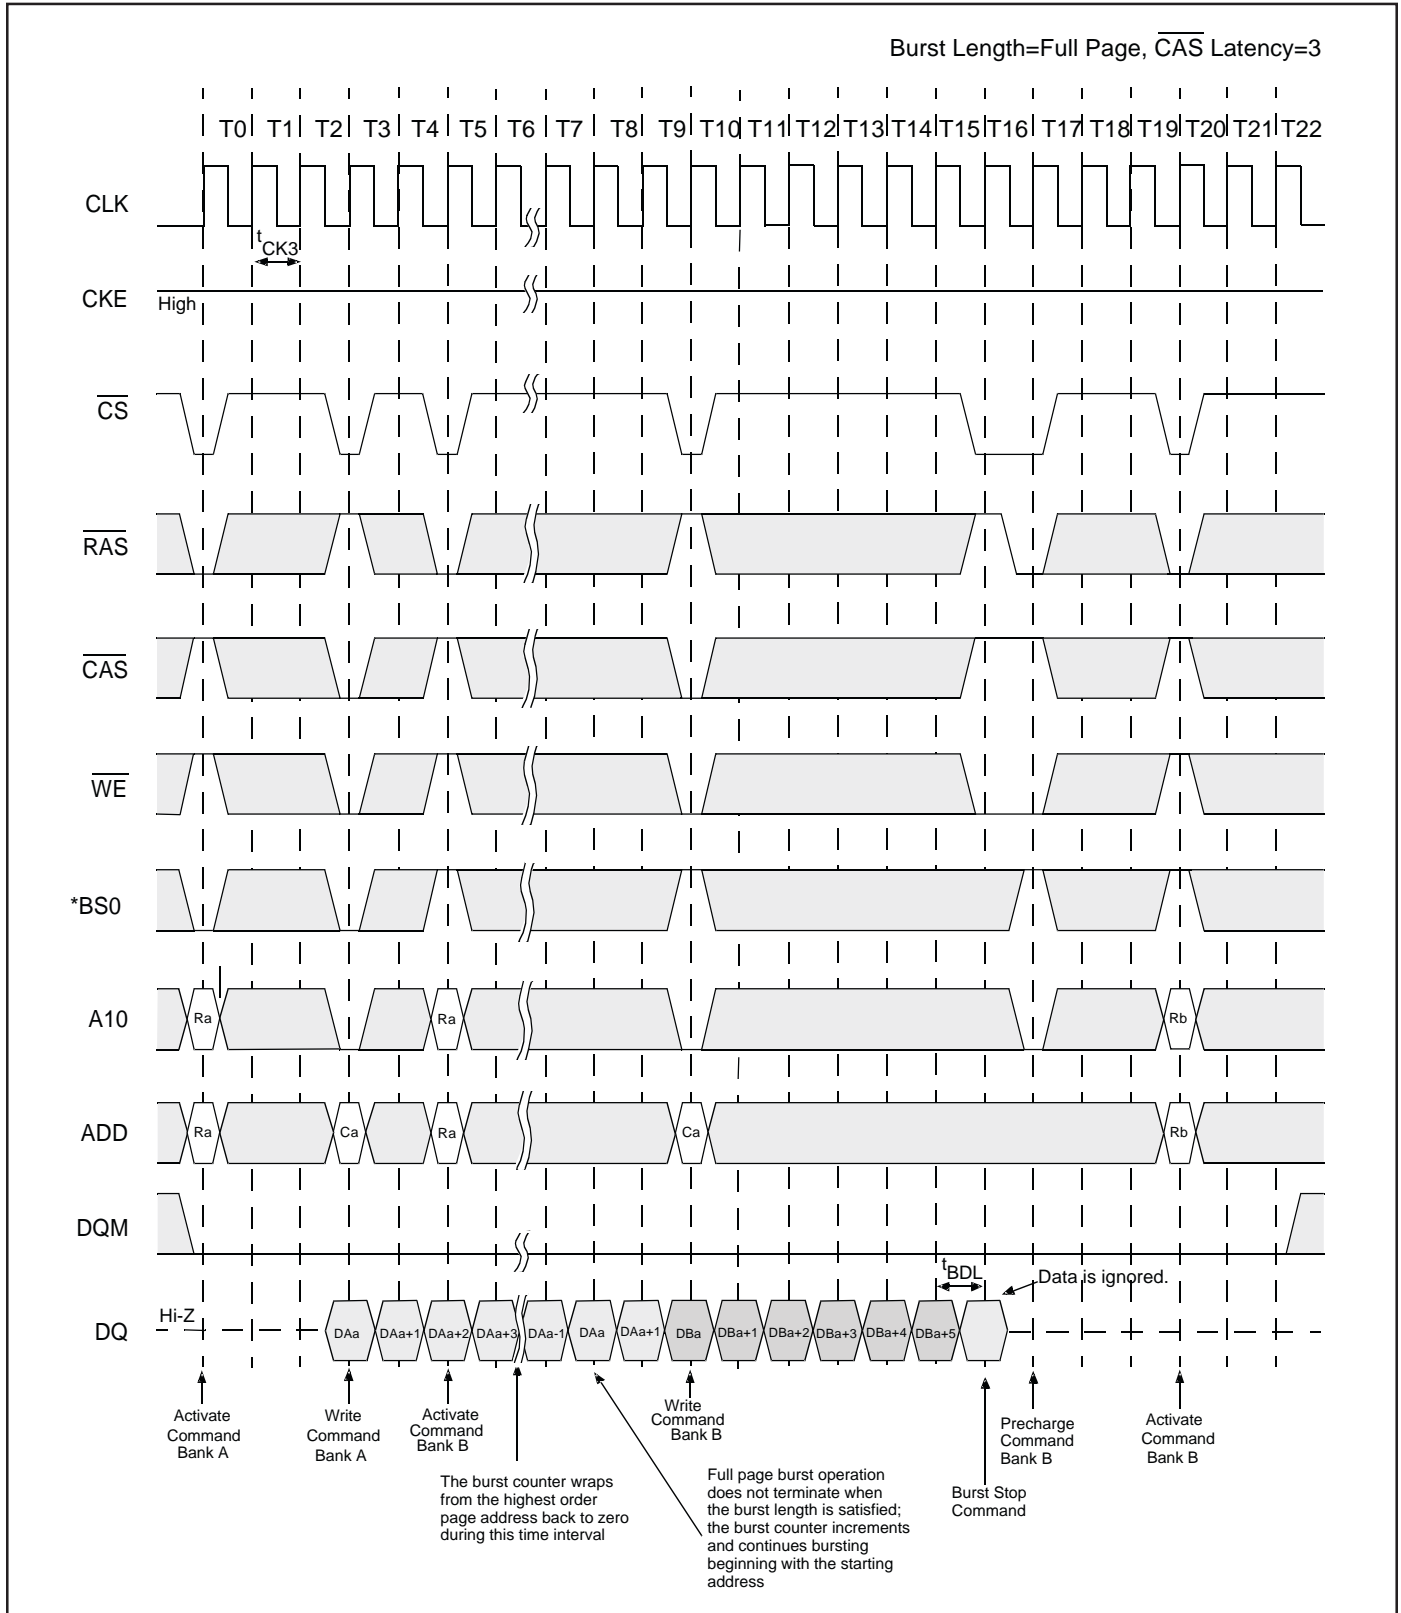 Burst Length=Full Page, CAS Latency=3
T0 T1 T2 T3 T4 T5 T6 T7 T8 T9 T10 T11 T12 T13 T14 T15 T16 T17 T18 T19 T20 T21 T22
CLK
tCK3
CKE
High
CS
RAS
CAS
WE
*BS0
A10
Ra Ra Rb
ADD
Ra Ca Ra Ca Rb
DQM
tBDL
Data is ignored.
Hi-Z
DQ
DAa DAa+1 DAa+2 DAa+3 DAa-1 DAa DAa+1 DBa DBa+1 DBa+2 DBa+3 DBa+4 DBa+5
Activate
Command
Bank A
Write
Command
Bank A
Activate
Command
Bank B
The burst counter wraps
from the highest order
page address back to zero
during this time interval
Write
Command
Bank B
Full page burst operation
does not terminate when
the burst length is satisfied;
the burst counter increments
and continues bursting
beginning with the starting
address
Burst Stop
Command
Precharge
Command
Bank B
Activate
Command
Bank B